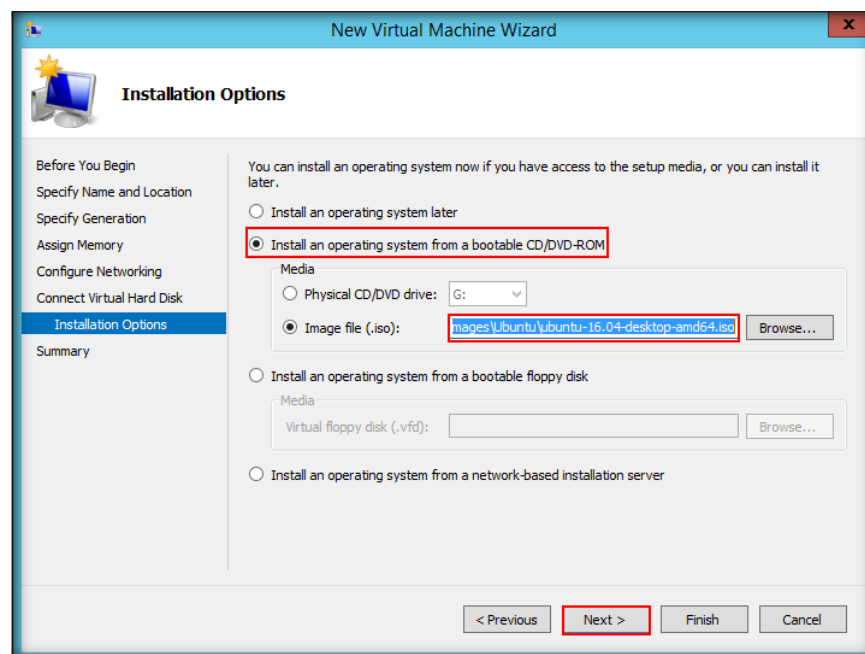 New Virtual Machine Wizard
x
Installation Options
Before You Begin
Specify Name and Location
Specify Generation
Assign Memory
Configure Networking
Connect Virtual Hard Disk
Installation Options
Summary
You can install an operating system now if you have access to the setup media, or you can install it
later.
Install an operating system later
Install an operating system from a bootable CD/DVD-ROM
Media
Physical CD/DVD drive: G:
Image file (.iso): mages\Ubuntu\ubuntu-16.04-desktop-amd64.iso Browse...
Install an operating system from a bootable floppy disk
Media
Virtual floppy disk (.vfd): Browse...
Install an operating system from a network-based installation server
< Previous Next > Finish Cancel